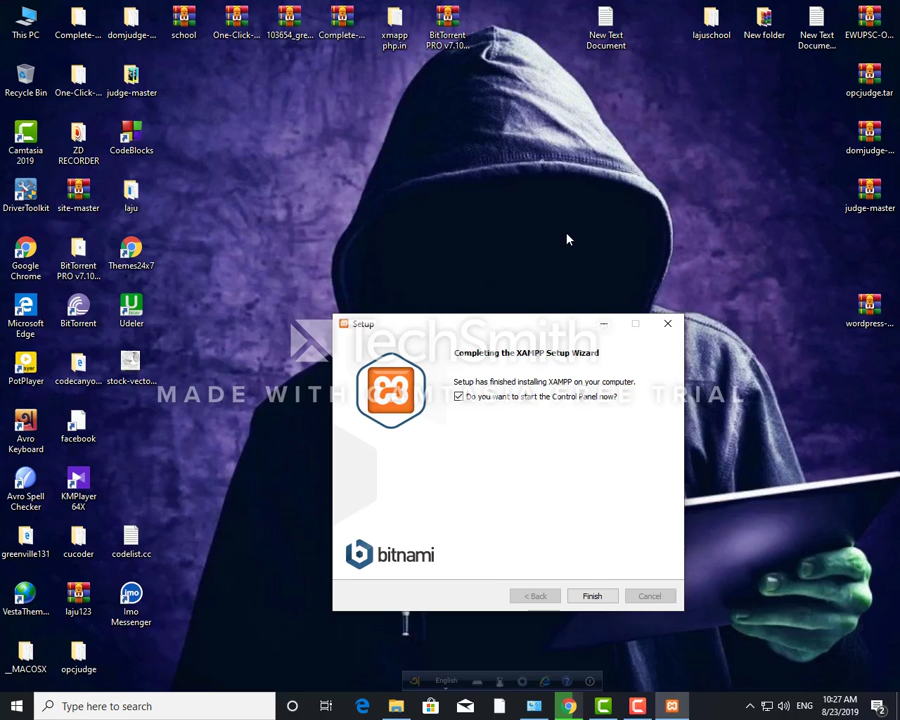 This PC
Complete-...
domjudge-...
school
One-Click-...
103654_gre...
Complete-...
xmapp
php.in
BitTorrent
PRO v7.10...
New Text
Document
lajuschool
New folder
New Text
Docume...
EWUPSC-O...
Recycle Bin
One-Click-...
judge-master
opcjudge.tar
Camtasia
2019
ZD
RECORDER
CodeBlocks
domjudge-...
DriverToolkit
site-master
laju
judge-master
Google
Chrome
BitTorrent
PRO v7.10...
Themes24x7
Microsoft
Edge
BitTorrent
Udeler
wordpress-...
PotPlayer
codecanyo...
stock-vecto...
Avro
Keyboard
facebook
Avro Spell
Checker
KMPlayer
64X
greenville131
cucoder
codelist.cc
VestaThem...
laju123
Imo
Messenger
__MACOSX
opcjudge
Setup
TechSmith
Completing the XAMPP Setup Wizard
Setup has finished installing XAMPP on your computer.
Do you want to start the Control Panel now?
MADE WITH CAMTASIA FREE TRIAL
bitnami
< Back
Finish
Cancel
English
Type here to search
ENG
10:27 AM
8/23/2019
2